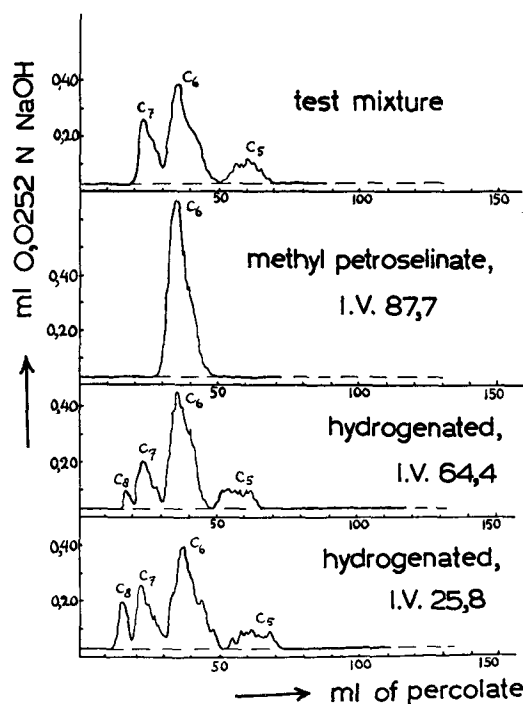 ml 0,0252 N NaOH
0,40
0,20
C7
C6
C5
test mixture
50
100
150
0,40
0,20
C6
methyl petroselinate,
I.V. 87,7
50
100
150
0,40
0,20
C8
C7
C6
C5
hydrogenated,
I.V. 64,4
50
100
150
0,40
0,20
C8
C7
C6
C5
hydrogenated,
I.V. 25,8
50
100
150
ml of percolate